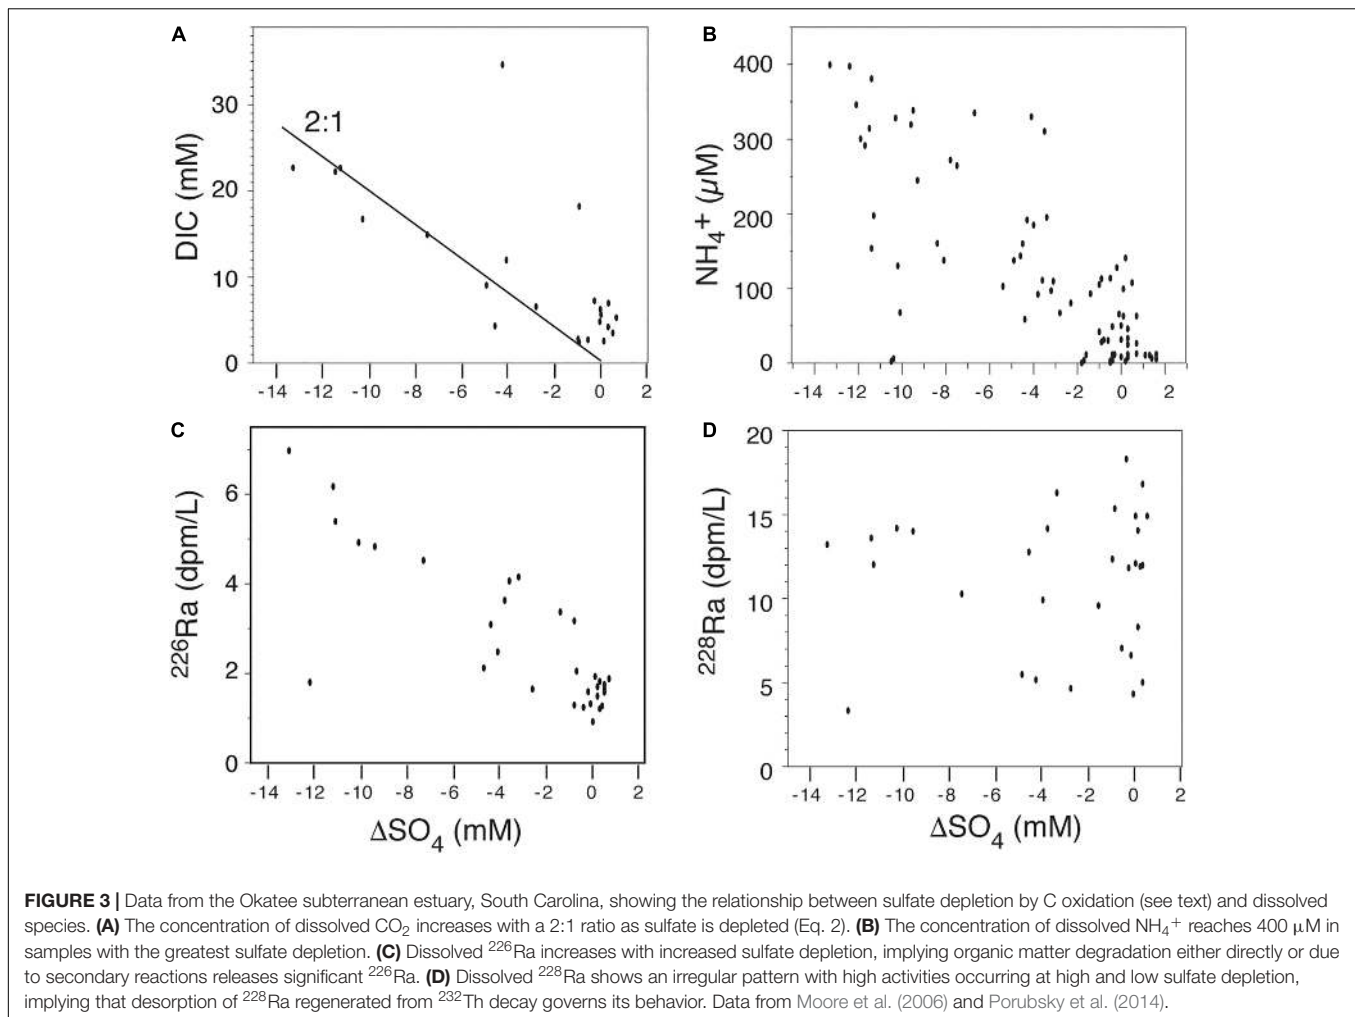 A
B
DIC (mM)
30
20
10
0
2:1
-14 -12 -10 -8 -6 -4 -2 0 2
NH4+ (µM)
400
300
200
100
0
-14 -12 -10 -8 -6 -4 -2 0 2
C
D
226Ra (dpm/L)
6
4
2
0
-14 -12 -10 -8 -6 -4 -2 0 2
ΔSO4 (mM)
228Ra (dpm/L)
20
15
10
5
0
-14 -12 -10 -8 -6 -4 -2 0 2
ΔSO4 (mM)
FIGURE 3 | Data from the Okatee subterranean estuary, South Carolina, showing the relationship between sulfate depletion by C oxidation (see text) and dissolved
species. (A) The concentration of dissolved CO2 increases with a 2:1 ratio as sulfate is depleted (Eq. 2). (B) The concentration of dissolved NH4+ reaches 400 µM in
samples with the greatest sulfate depletion. (C) Dissolved 226Ra increases with increased sulfate depletion, implying organic matter degradation either directly or due
to secondary reactions releases significant 226Ra. (D) Dissolved 228Ra shows an irregular pattern with high activities occurring at high and low sulfate depletion,
implying that desorption of 228Ra regenerated from 232Th decay governs its behavior. Data from Moore et al. (2006) and Porubsky et al. (2014).